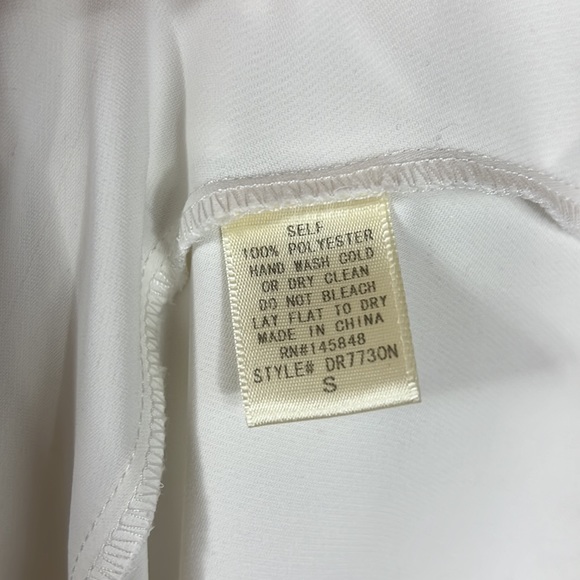 SELF
100% POLYESTER
HAND WASH COLD
OR DRY CLEAN
DO NOT BLEACH
LAY FLAT TO DRY
MADE IN CHINA
RN#145848
STYLE# DR7730N
S